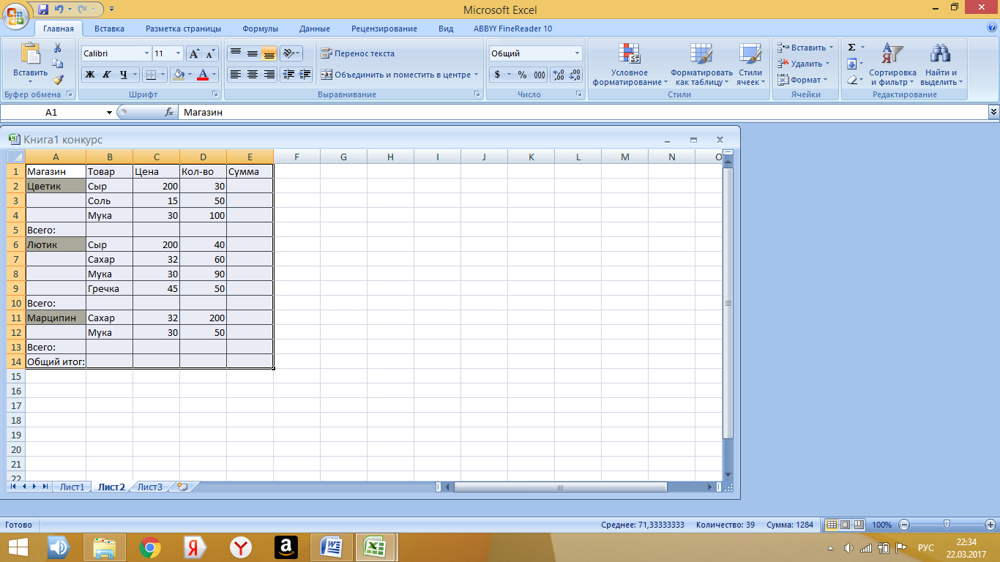 Microsoft Excel
Главная Вставка Разметка страницы Формулы Данные Рецензирование Вид ABBYY FineReader 10
Вставить
Буфер обмена
Calibri 11
Ж К Ч А
Шрифт
Перенос текста
Объединить и поместить в центре
Выравнивание
Общий
$ % 000
Число
Условное форматирование
Форматировать как таблицу
Стили ячеек
Стили
Вставить
Удалить
Формат
Ячейки
Σ
Сортировка и фильтр
Найти и выделить
Редактирование
A1 fx Магазин
Книга1 конкурс
A B C D E F G H I J K L M N O
1 Магазин Товар Цена Кол-во Сумма
2 Цветик Сыр 200 30
3 Соль 15 50
4 Мука 30 100
5 Всего:
6 Лютик Сыр 200 40
7 Сахар 32 60
8 Мука 30 90
9 Гречка 45 50
10 Всего:
11 Марципин Сахар 32 200
12 Мука 30 50
13 Всего:
14 Общий итог:
15
16
17
18
19
20
21
22
Лист1 Лист2 Лист3
Готово Среднее: 71,33333333 Количество: 39 Сумма: 1284 100%
РУС 22:34
22.03.2017